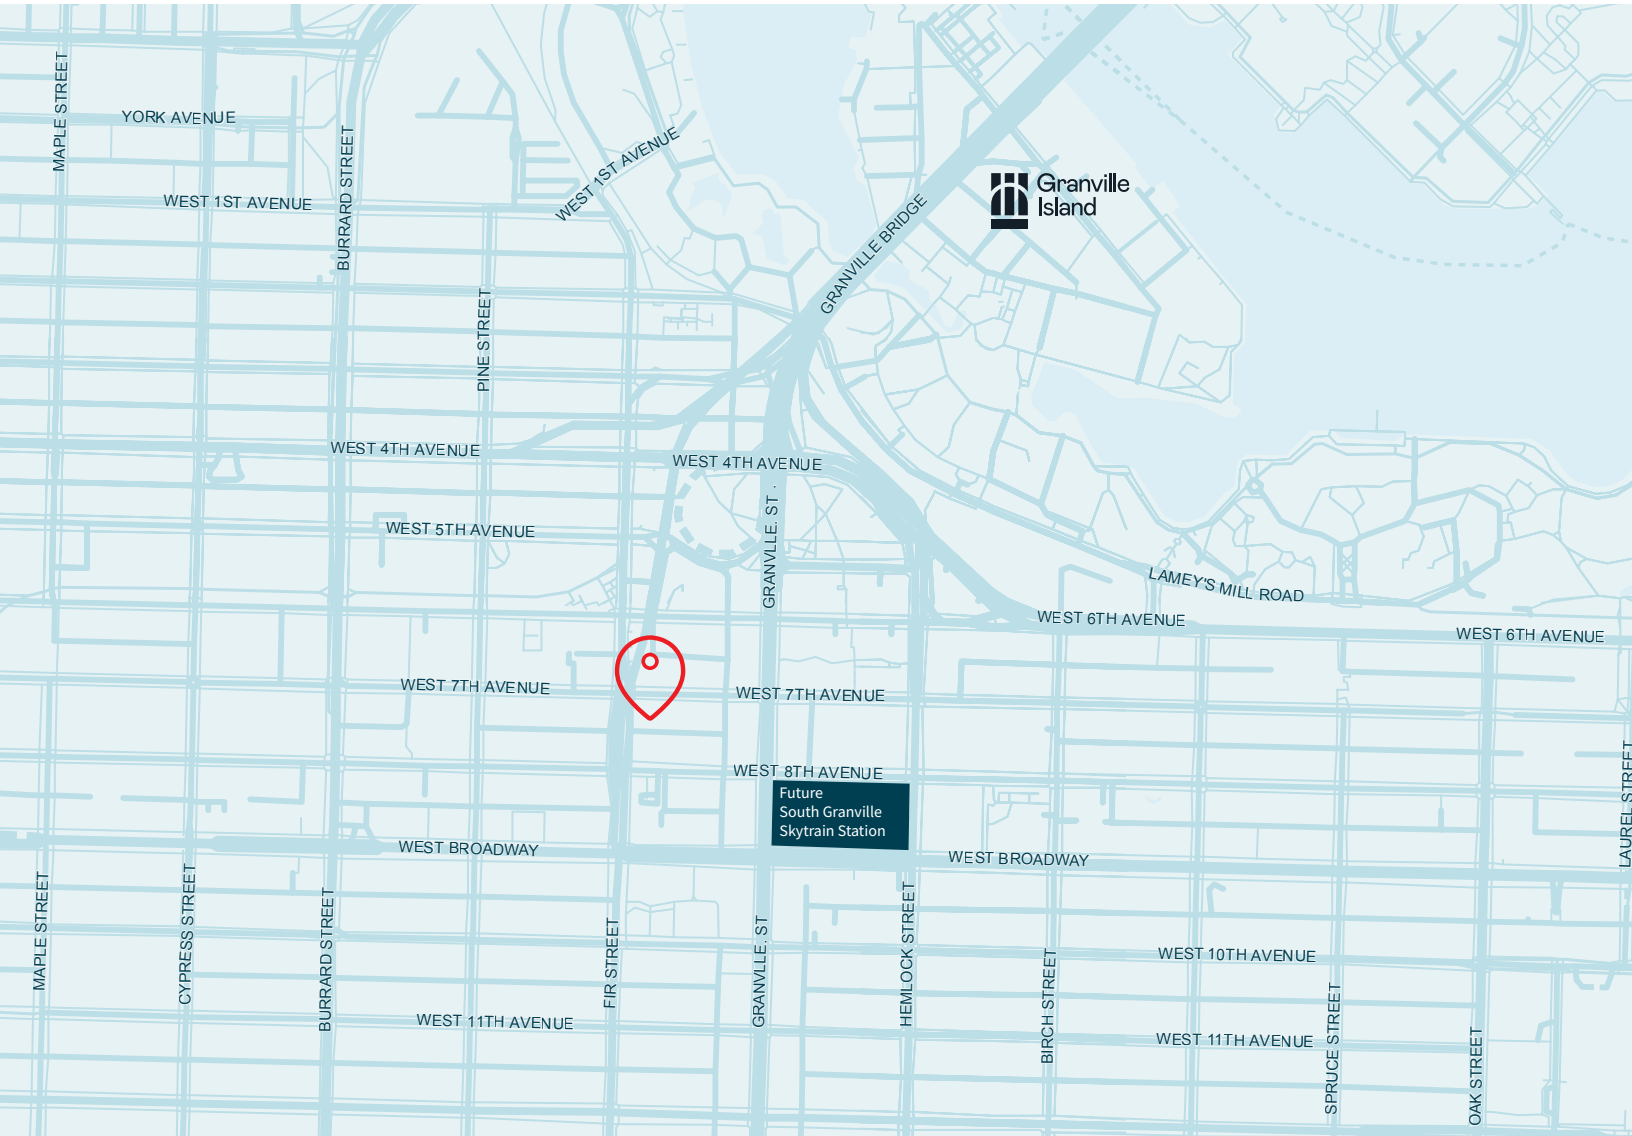 MAPLE STREET
YORK AVENUE
BURRARD STREET
WEST 1ST AVENUE
WEST 1ST AVENUE
Granville
Island
GRANVILLE BRIDGE
PINE STREET
WEST 4TH AVENUE
WEST 4TH AVENUE
GRANVLLE. ST .
WEST 5TH AVENUE
LAMEY'S MILL ROAD
WEST 6TH AVENUE
WEST 6TH AVENUE
WEST 7TH AVENUE
WEST 7TH AVENUE
WEST 8TH AVENUE
Future
South Granville
Skytrain Station
LAUREL STREET
WEST BROADWAY
WEST BROADWAY
MAPLE STREET
CYPRESS STREET
BURRARD STREET
FIR STREET
GRANVLLE. ST
HEMLOCK STREET
BIRCH STREET
WEST 10TH AVENUE
WEST 11TH AVENUE
WEST 11TH AVENUE
SPRUCE STREET
OAK STREET